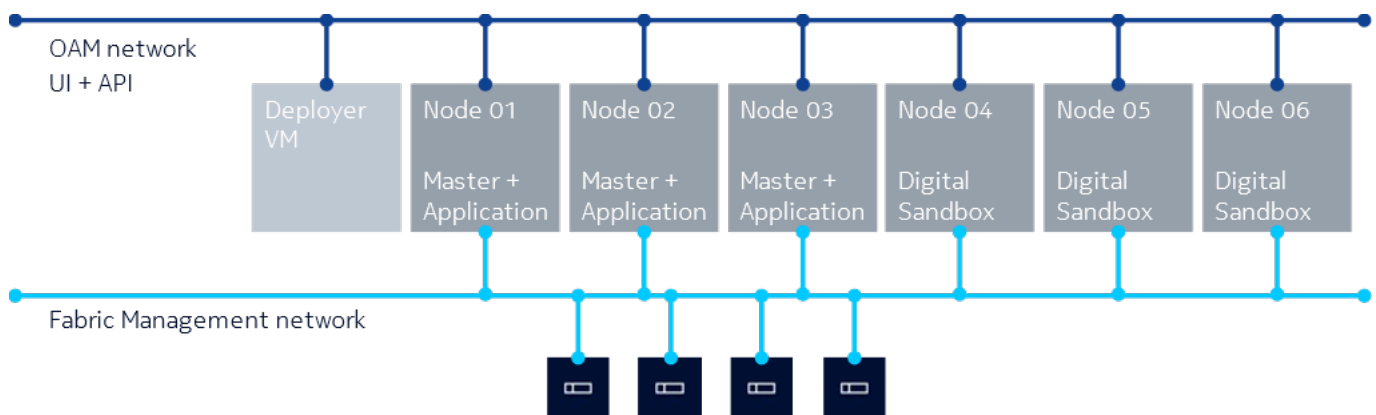 OAM network
UI + API
Deployer
VM
Node 01
Master +
Application
Node 02
Master +
Application
Node 03
Master +
Application
Node 04
Digital
Sandbox
Node 05
Digital
Sandbox
Node 06
Digital
Sandbox
Fabric Management network